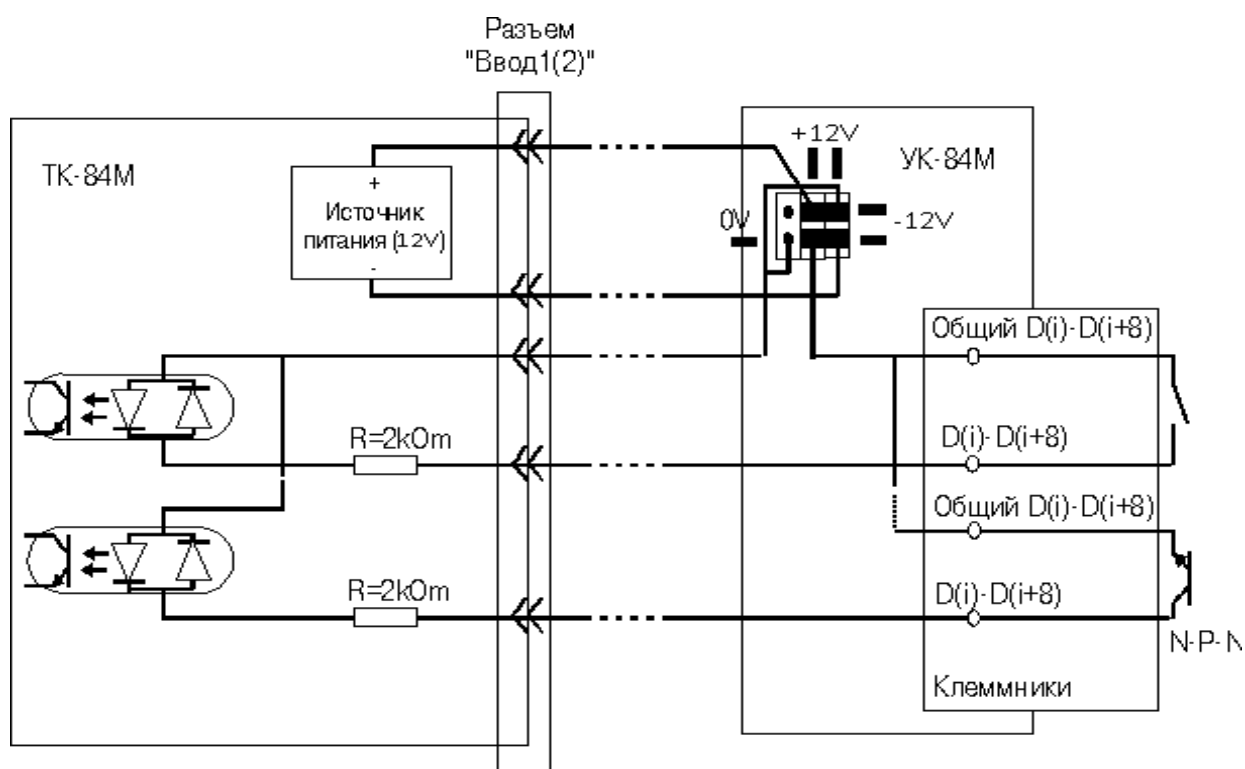 Разъем
"Ввод1(2)"
ТК-84М
+
Источник
питания (12V)
-
+12V
УК-84М
0V
-12V
Общий D(i)-D(i+8)
R=2kOm
D(i)-D(i+8)
Общий D(i)-D(i+8)
R=2kOm
D(i)-D(i+8)
N-P-N
Клеммники